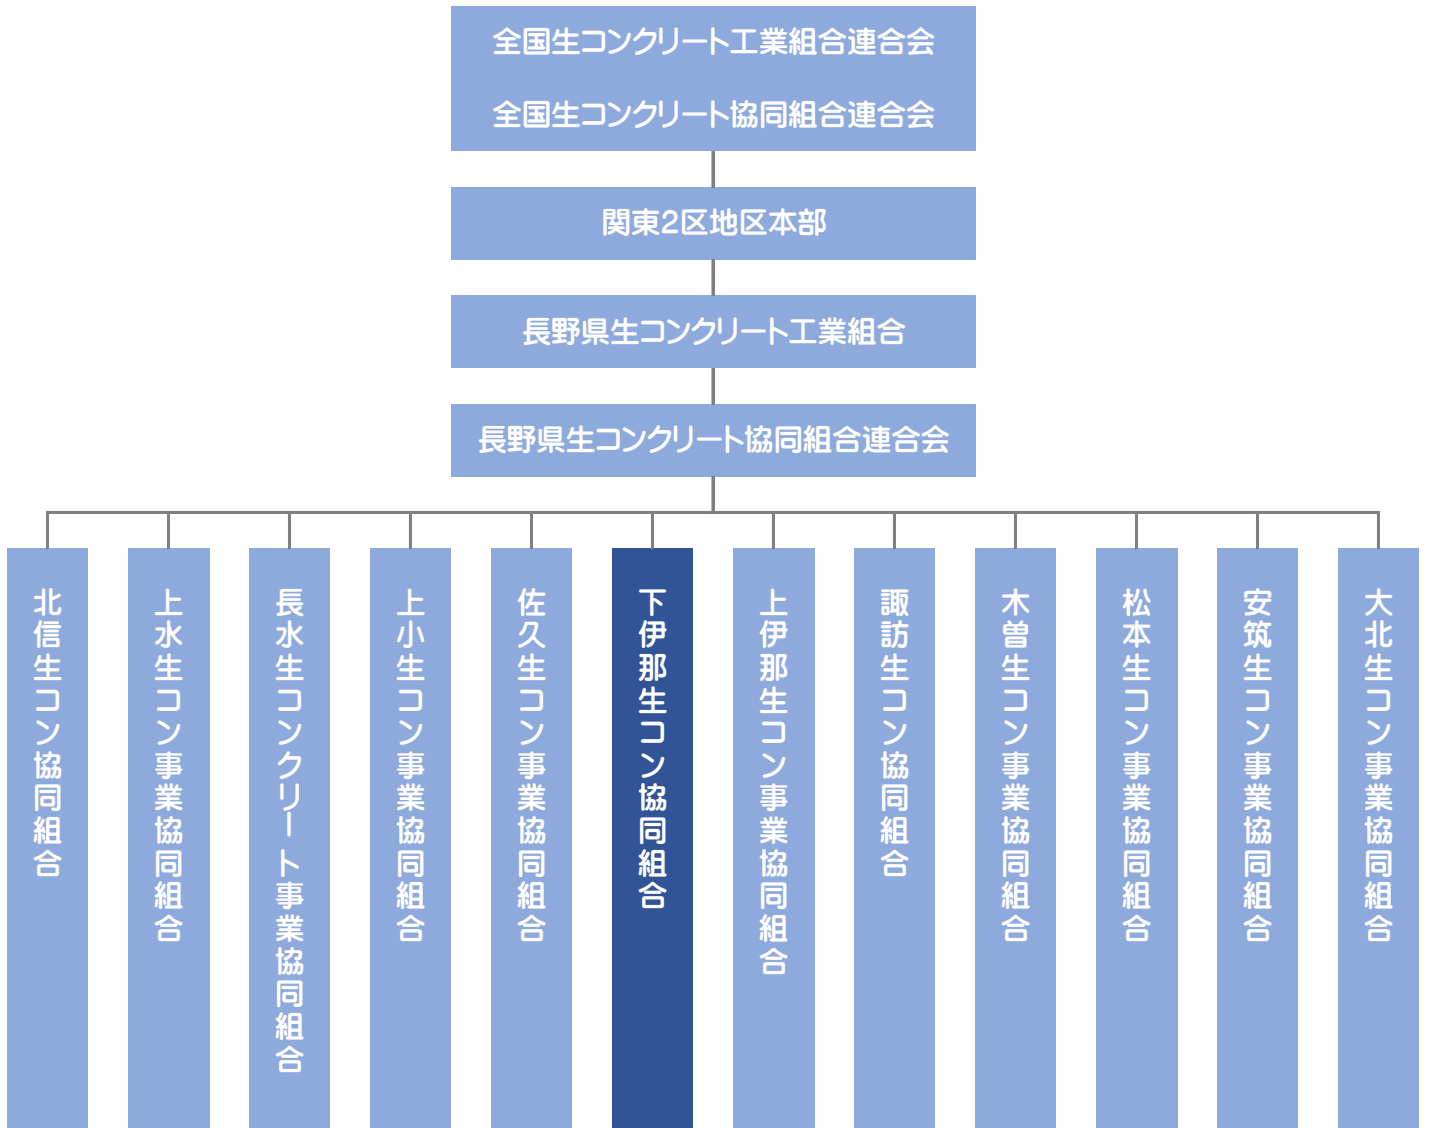 全国生コンクリート工業組合連合会
全国生コンクリート協同組合連合会
関東2区地区本部
長野県生コンクリート工業組合
長野県生コンクリート協同組合連合会
北信生コン協同組合
上水生コン事業協同組合
長水生コンクリート事業協同組合
上小生コン事業協同組合
佐久生コン事業協同組合
下伊那生コン協同組合
上伊那生コン事業協同組合
諏訪生コン協同組合
木曽生コン事業協同組合
松本生コン事業協同組合
安筑生コン事業協同組合
大北生コン事業協同組合